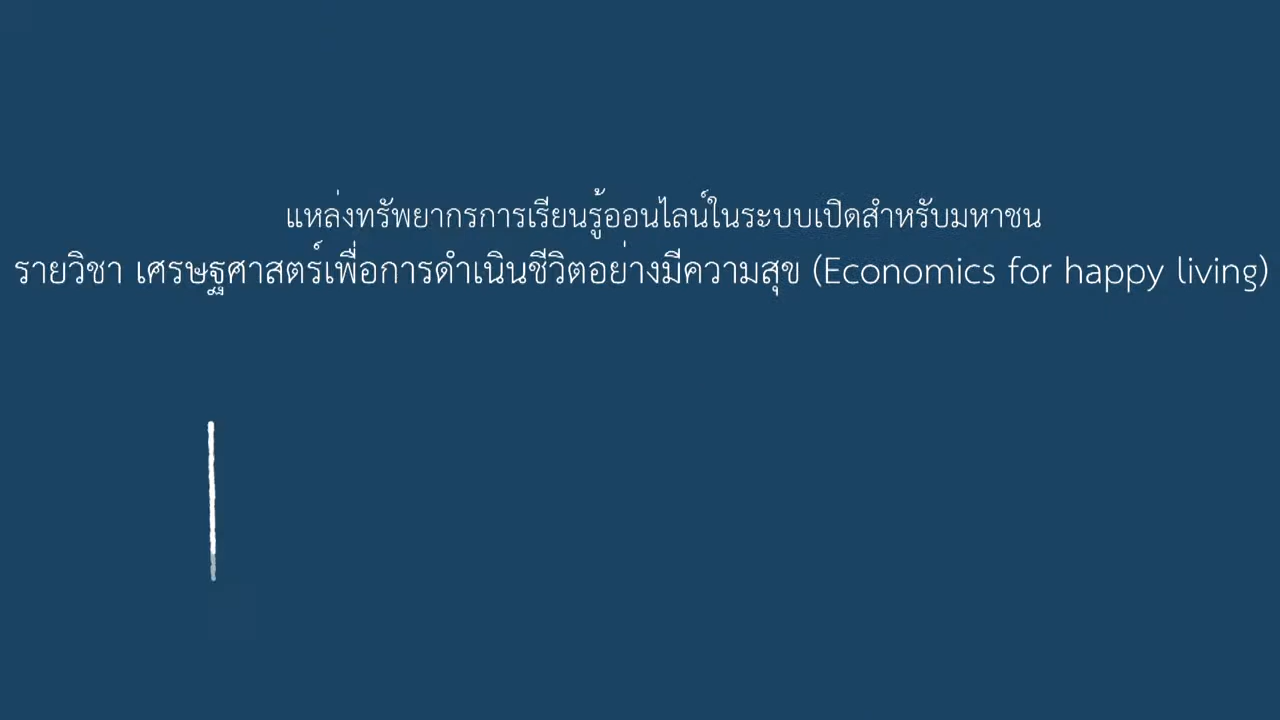 แหล่งทรัพยากรการเรียนรู้ออนไลน์ในระบบเปิดสำหรับมหาชน
รายวิชา เศรษฐศาสตร์เพื่อการดำเนินชีวิตอย่างมีความสุข (Economics for happy living)